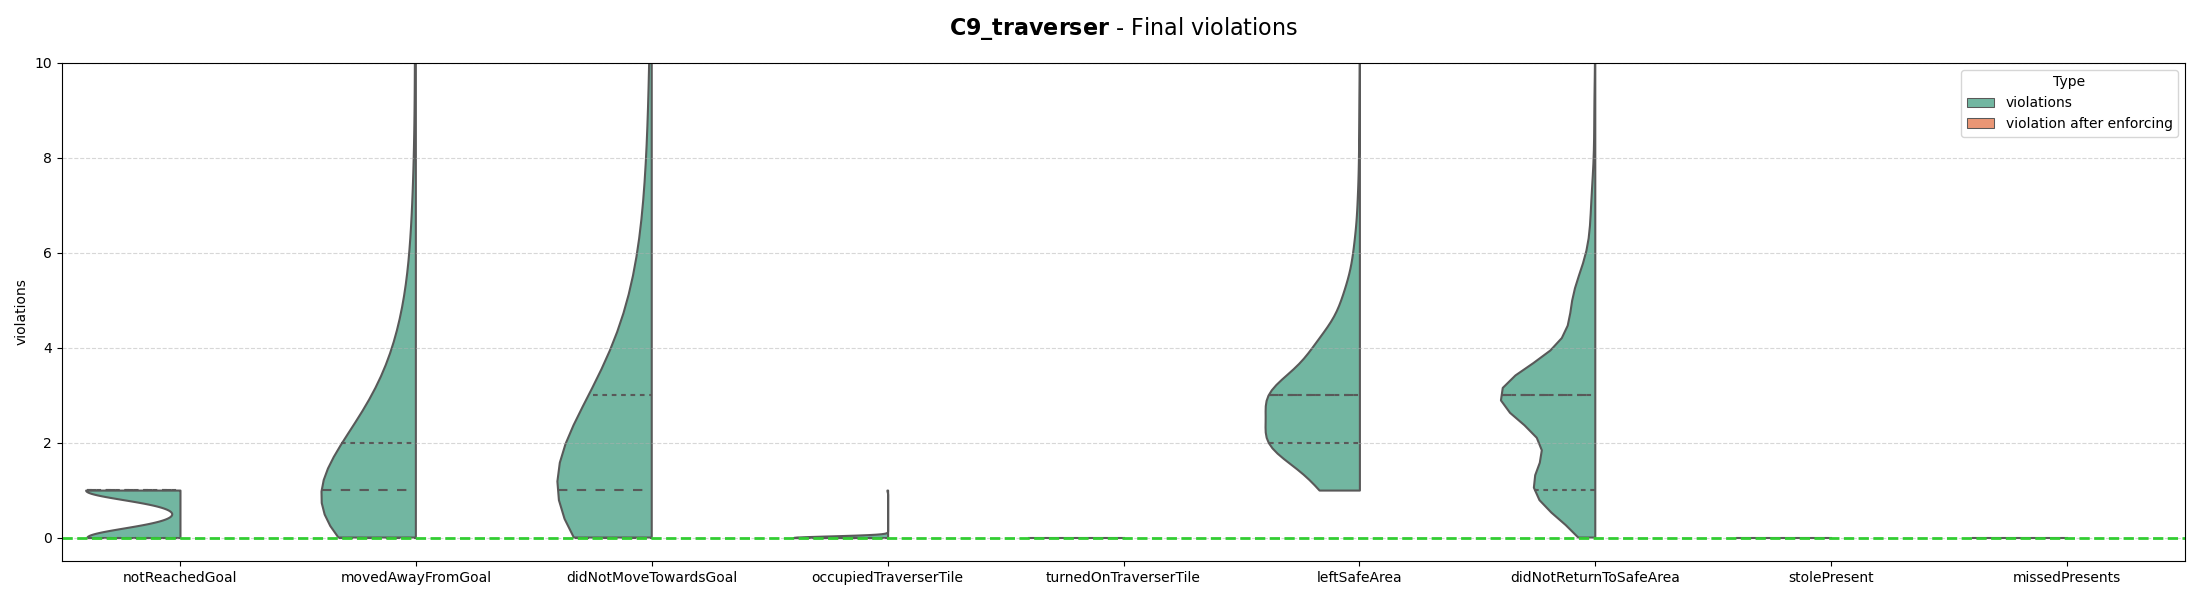 C9_traverser - Final violations
10
8
6
4
2
0
violations
Type
violations
violation after enforcing
notReachedGoal
movedAwayFromGoal
didNotMoveTowardsGoal
occupiedTraverserTile
turnedOnTraverserTile
leftSafeArea
didNotReturnToSafeArea
stolePresent
missedPresents